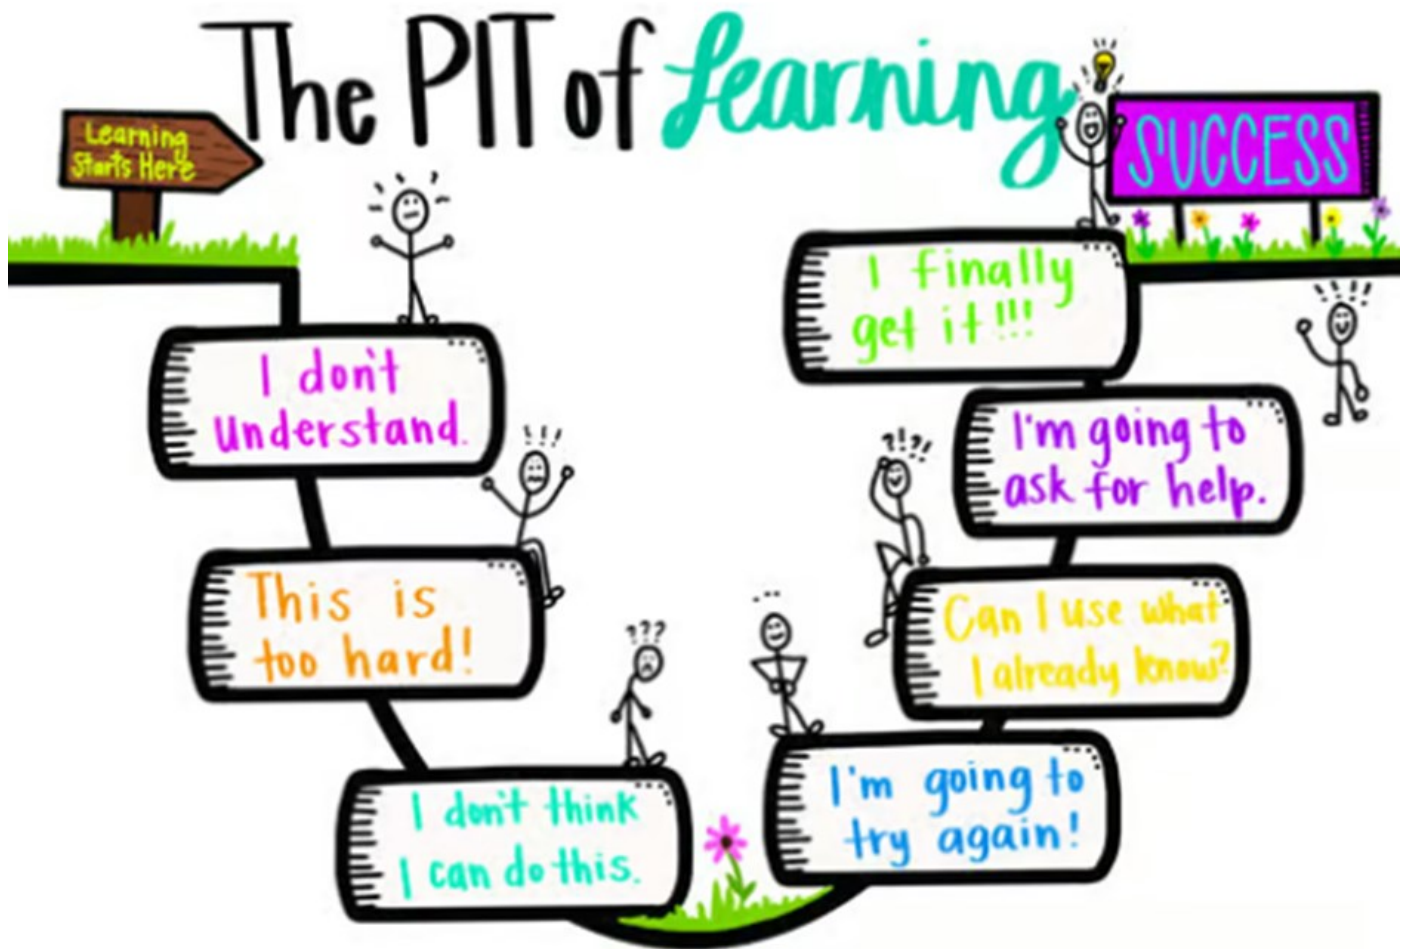 The PIT of Learning
Learning
Starts Here
SUCCESS
I don't
understand.
This is
too hard!
I don't think
I can do this.
I'm going to
try again!
Can I use what
I already know?
I'm going to
ask for help.
I finally
get it!!!
!!!
???
?!?!